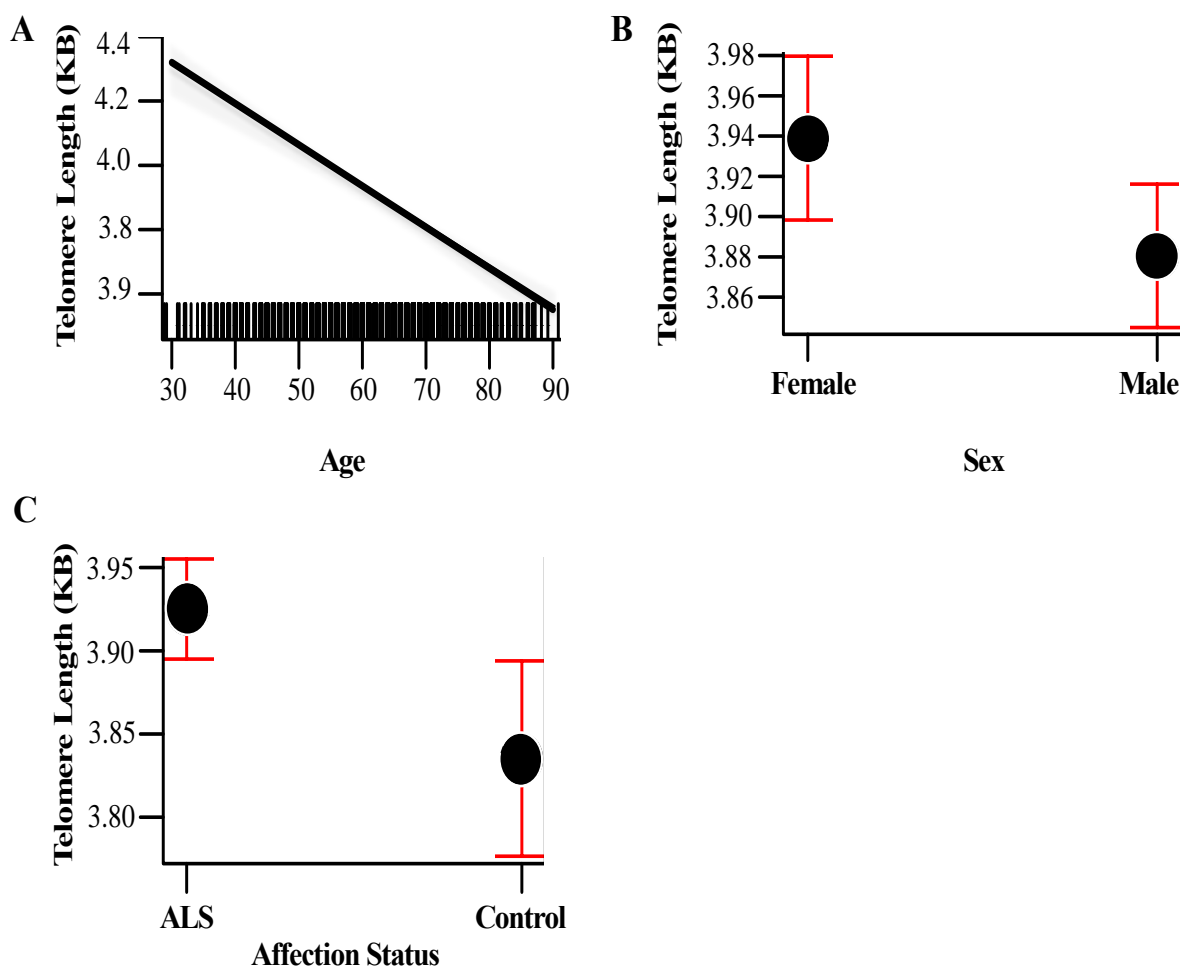 A
Telomere Length (KB)
4.4
4.2
4.0
3.8
3.9
30 40 50 60 70 80 90
Age
B
Telomere Length (KB)
3.98
3.96
3.94
3.92
3.90
3.88
3.86
Female Male
Sex
C
Telomere Length (KB)
3.95
3.90
3.85
3.80
ALS Control
Affection Status